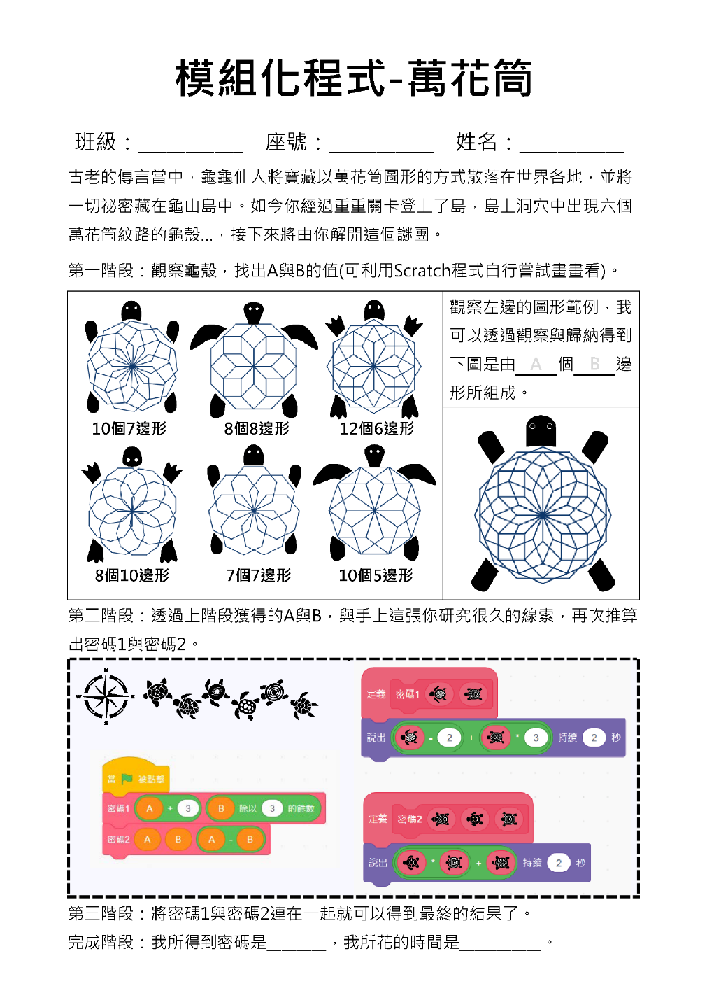 模組化程式-萬花筒
班級：__________ 座號：__________ 姓名：__________
古老的傳言當中，龜龜仙人將寶藏以萬花筒圖形的方式散落在世界各地，並將
一切祕密藏在龜山島中。如今你經過重重關卡登上了島，島上洞穴中出現六個
萬花筒紋路的龜殼...，接下來將由你解開這個謎團。
第一階段：觀察龜殼，找出A與B的值(可利用Scratch程式自行嘗試畫畫看)。
10個7邊形 8個8邊形 12個6邊形
8個10邊形 7個7邊形 10個5邊形
觀察左邊的圖形範例，我
可以透過觀察與歸納得到
下圖是由 A 個 B 邊
形所組成。
第二階段：透過上階段獲得的A與B，與手上這張你研究很久的線索，再次推算
出密碼1與密碼2。
N
W E
S
當 被點擊
密碼1 A + 3 B 除以 3 的餘數
密碼2 A B A - B
定義 密碼1
說出 - 2 + * 3 持續 2 秒
定義 密碼2
說出 * + 持續 2 秒
第三階段：將密碼1與密碼2連在一起就可以得到最終的結果了。
完成階段：我所得到密碼是________，我所花的時間是___________。